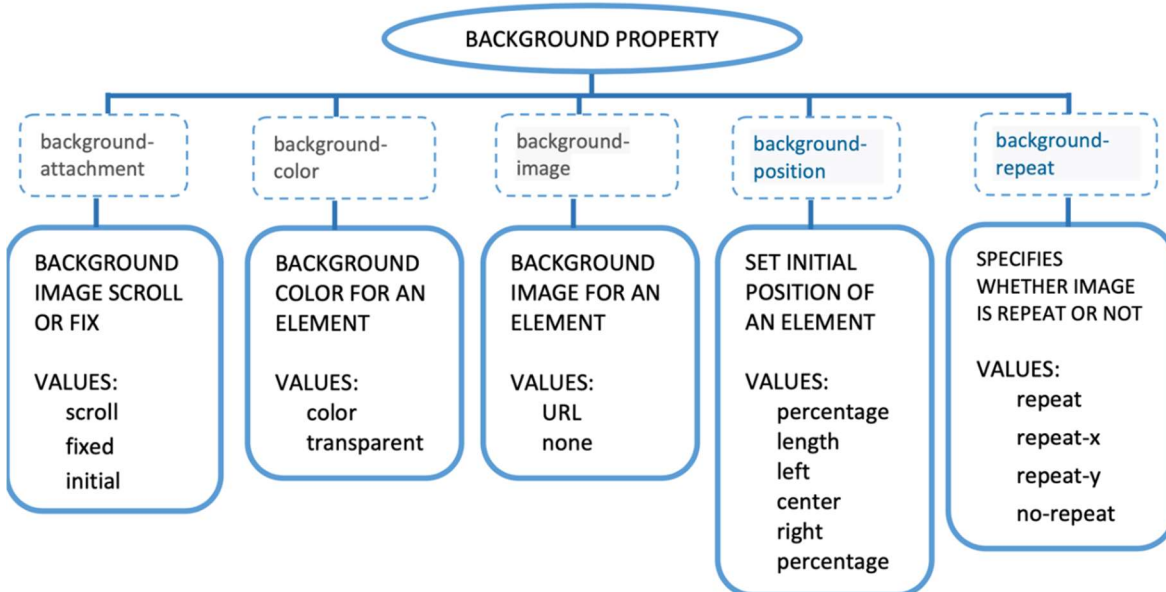 BACKGROUND PROPERTY
background-
attachment
background-
color
background-
image
background-
position
background-
repeat
BACKGROUND
IMAGE SCROLL
OR FIX
VALUES:
scroll
fixed
initial
BACKGROUND
COLOR FOR AN
ELEMENT
VALUES:
color
transparent
BACKGROUND
IMAGE FOR AN
ELEMENT
VALUES:
URL
none
SET INITIAL
POSITION OF
AN ELEMENT
VALUES:
percentage
length
left
center
right
percentage
SPECIFIES
WHETHER IMAGE
IS REPEAT OR NOT
VALUES:
repeat
repeat-x
repeat-y
no-repeat